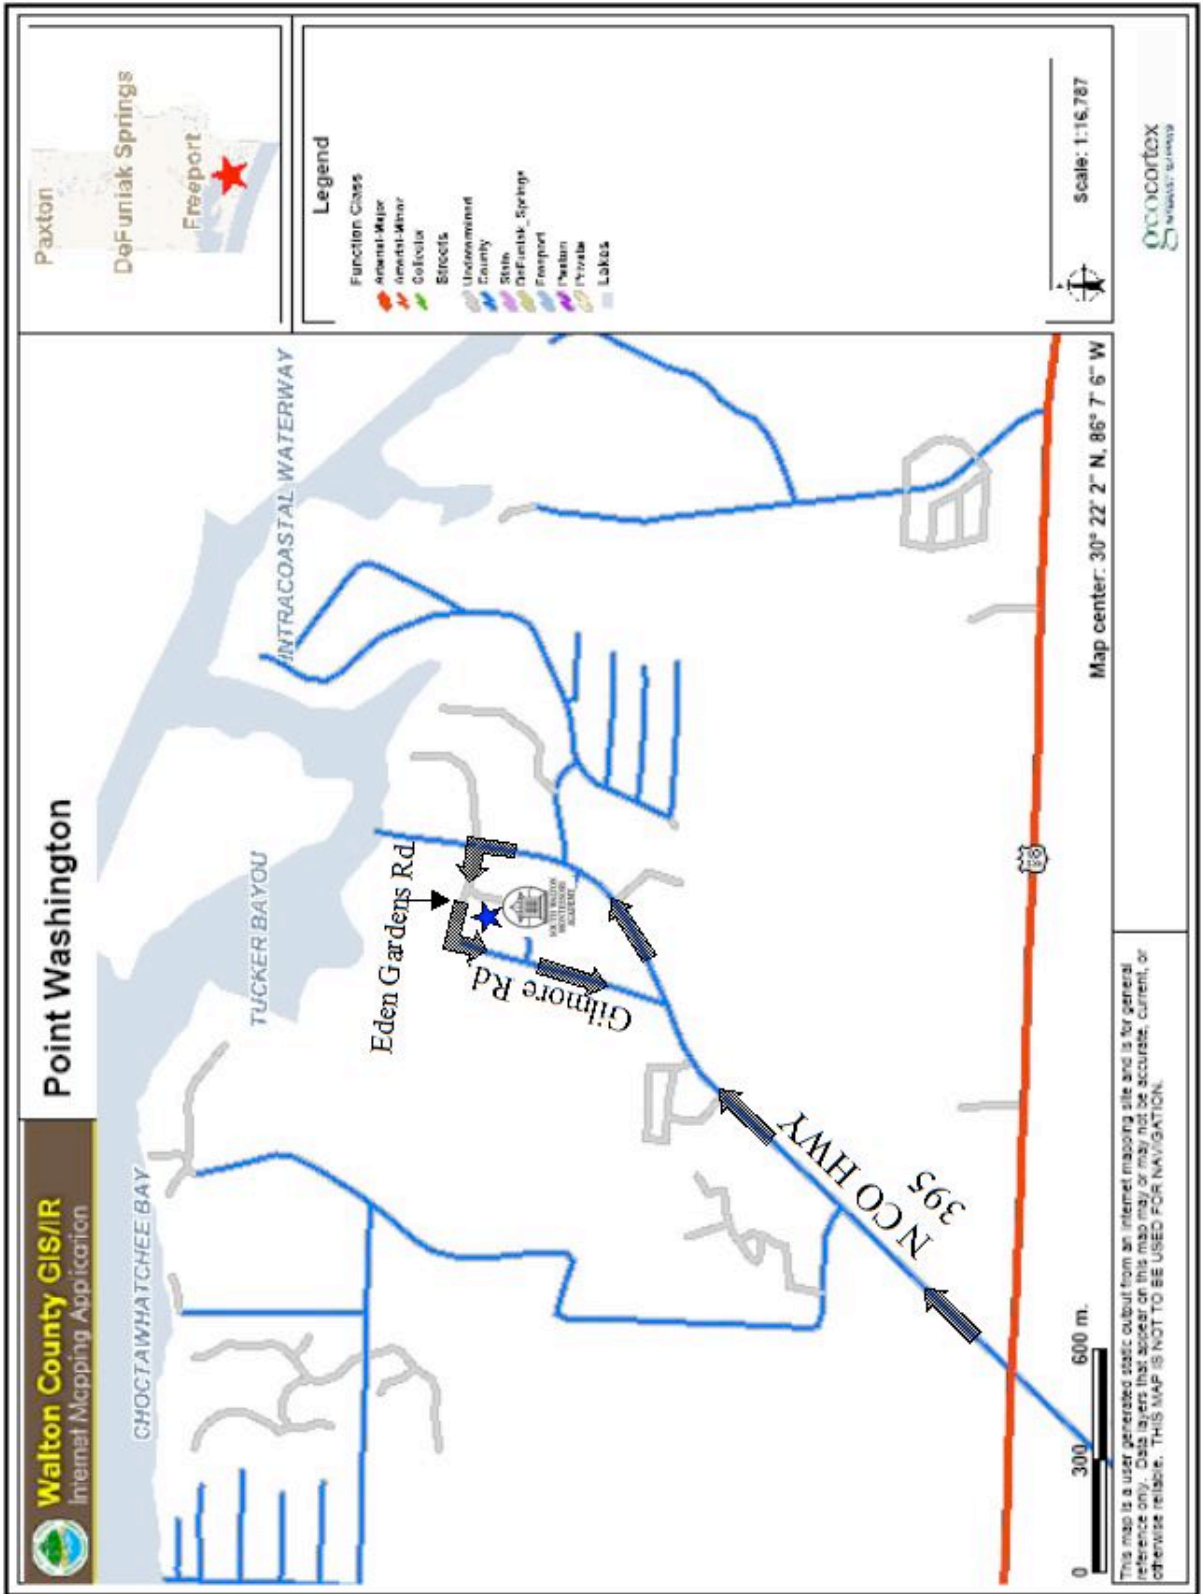 Walton County GIS/IR
Internet Mapping Application
Point Washington
Paxton
DeFuniak Springs
Freeport
CHOCTAWHATCHEE BAY
TUCKER BAYOU
INTRACOASTAL WATERWAY
Eden Gardens Rd.
Gilmore Rd.
SOUTH WALTON
MONTESSORI
ACADEMY
N CO HWY
395
98
Legend
Function Class
Arterial-Major
Arterial-Minor
Collector
Streets
Undetermined
County
State
DeFuniak_Springs
Freeport
Paxton
Private
Lakes
0 300 600 m.
Map center: 30° 22' 2" N, 86° 7' 6" W
Scale: 1:16,787
This map is a user generated static output from an Internet mapping site and is for general
reference only. Data layers that appear on this map may or may not be accurate, current, or
otherwise reliable. THIS MAP IS NOT TO BE USED FOR NAVIGATION.
geocortex